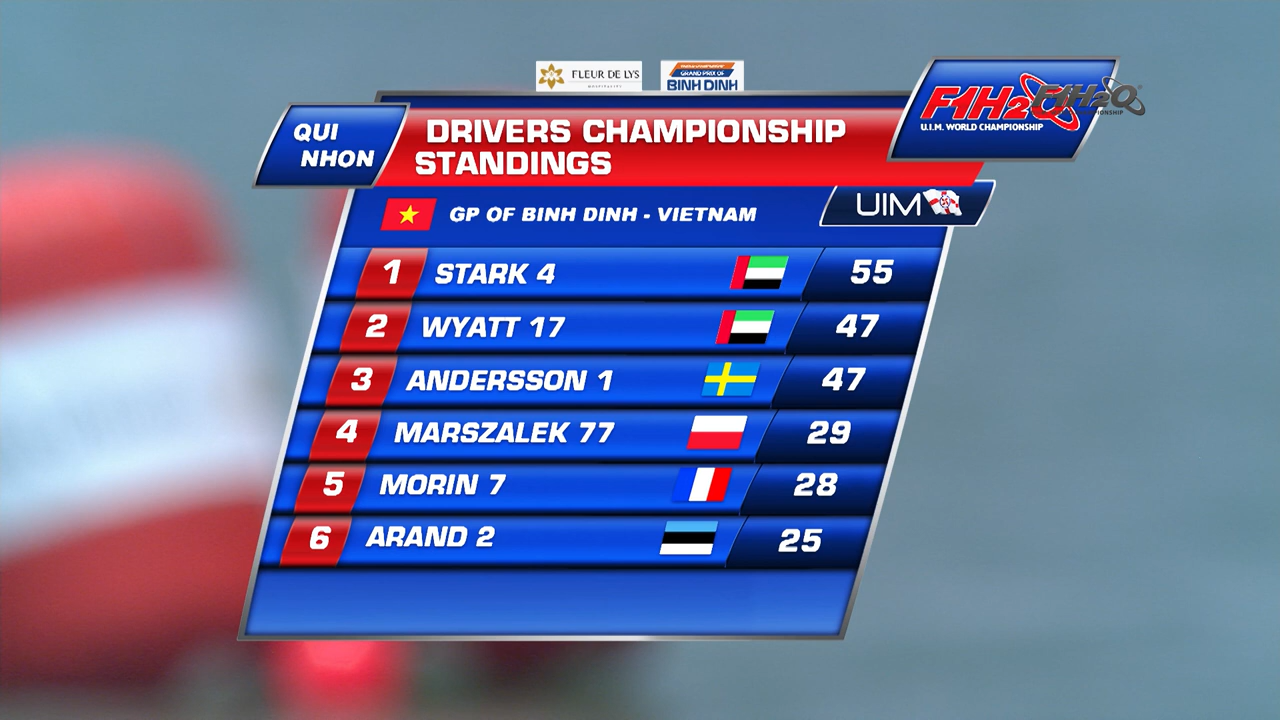 FLEUR DE LYS
GRAND PRIX OF
BINH DINH
QUI
NHON
DRIVERS CHAMPIONSHIP
STANDINGS
F1H2O
U.I.M. WORLD CHAMPIONSHIP
F1H2O
GP OF BINH DINH - VIETNAM
UIM
1 STARK 4 55
2 WYATT 17 47
3 ANDERSSON 1 47
4 MARSZALEK 77 29
5 MORIN 7 28
6 ARAND 2 25